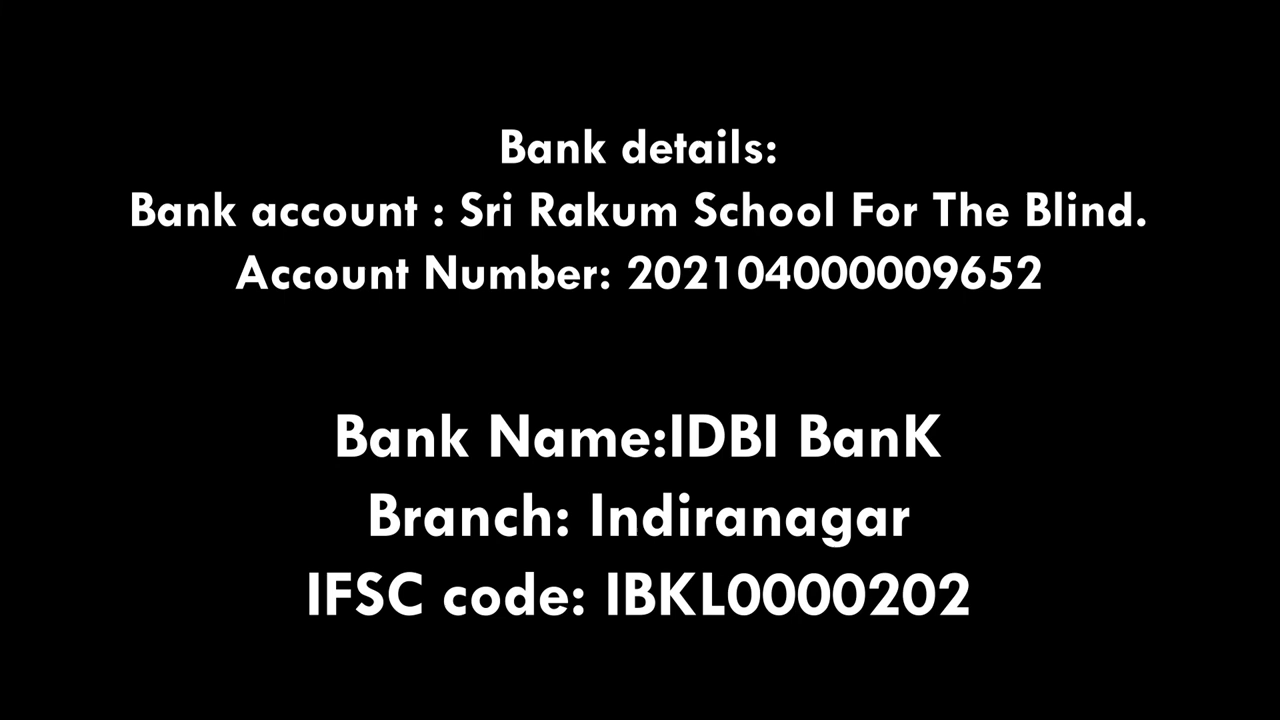 Bank details:
Bank account : Sri Rakum School For The Blind.
Account Number: 202104000009652
Bank Name:IDBI BanK
Branch: Indiranagar
IFSC code: IBKL0000202